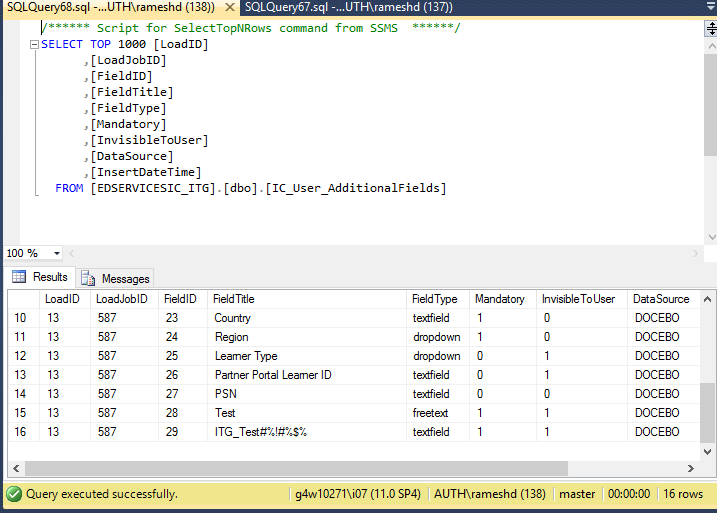 SQLQuery68.sql -...UTH\rameshd (138)) SQLQuery67.sql -...UTH\rameshd (137))
/****** Script for SelectTopNRows command from SSMS ******/
SELECT TOP 1000 [LoadID]
,[LoadJobID]
,[FieldID]
,[FieldTitle]
,[FieldType]
,[Mandatory]
,[InvisibleToUser]
,[DataSource]
,[InsertDateTime]
FROM [EDSERVICESIC_ITG].[dbo].[IC_User_AdditionalFields]
100 %
Results Messages
LoadID LoadJobID FieldID FieldTitle FieldType Mandatory InvisibleToUser DataSource
10 13 587 23 Country textfield 1 0 DOCEBO
11 13 587 24 Region dropdown 1 0 DOCEBO
12 13 587 25 Learner Type dropdown 0 1 DOCEBO
13 13 587 26 Partner Portal Learner ID textfield 0 1 DOCEBO
14 13 587 27 PSN textfield 0 0 DOCEBO
15 13 587 28 Test freetext 1 1 DOCEBO
16 13 587 29 ITG_Test#%!#%$% textfield 1 1 DOCEBO
Query executed successfully. g4w10271\i07 (11.0 SP4) AUTH\rameshd (138) master 00:00:00 16 rows